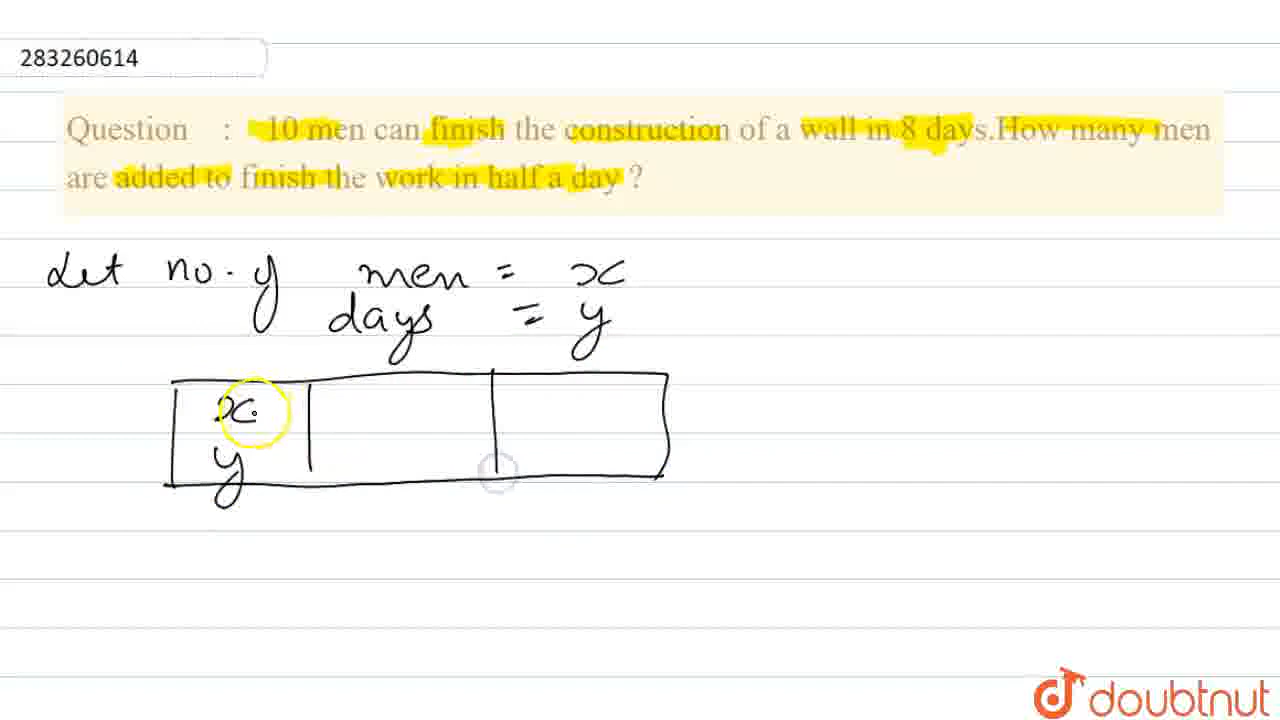 283260614
Question : 10 men can finish the construction of a wall in 8 days.How many men
are added to finish the work in half a day ?
Let no. y men = x
days = y
x
y
doubtnut